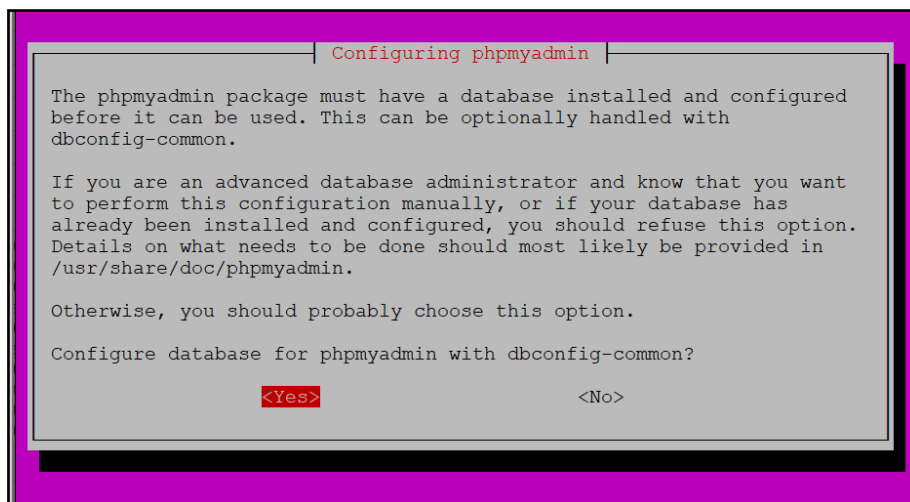 Configuring phpmyadmin
The phpmyadmin package must have a database installed and configured
before it can be used. This can be optionally handled with
dbconfig-common.
If you are an advanced database administrator and know that you want
to perform this configuration manually, or if your database has
already been installed and configured, you should refuse this option.
Details on what needs to be done should most likely be provided in
/usr/share/doc/phpmyadmin.
Otherwise, you should probably choose this option.
Configure database for phpmyadmin with dbconfig-common?
<Yes> <No>